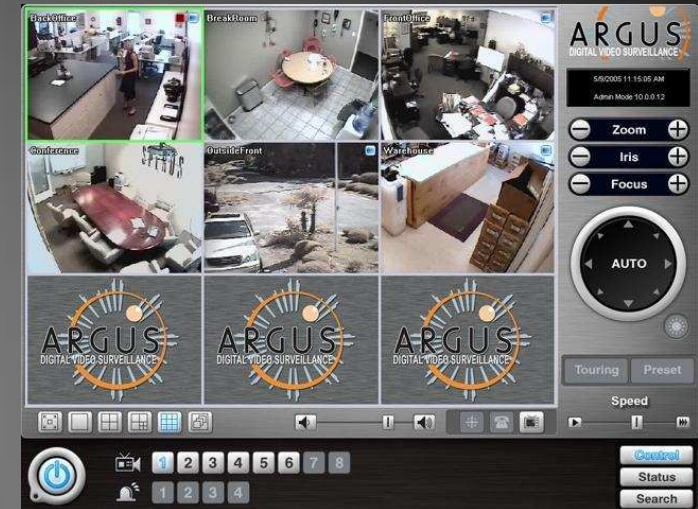 BackOffice
BreakRoom
FrontOffice
Conference
OutsideFront
Warehouse
ARGUS
DIGITAL VIDEO SURVEILLANCE
ARGUS
DIGITAL VIDEO SURVEILLANCE
ARGUS
DIGITAL VIDEO SURVEILLANCE
ARGUS
DIGITAL VIDEO SURVEILLANCE
5/9/2005 11:15:05 AM
Admin Mode 10.0.0.12
Zoom
Iris
Focus
AUTO
Touring Preset
Speed
1 2 3 4 5 6 7 8
1 2 3 4
Control
Status
Search